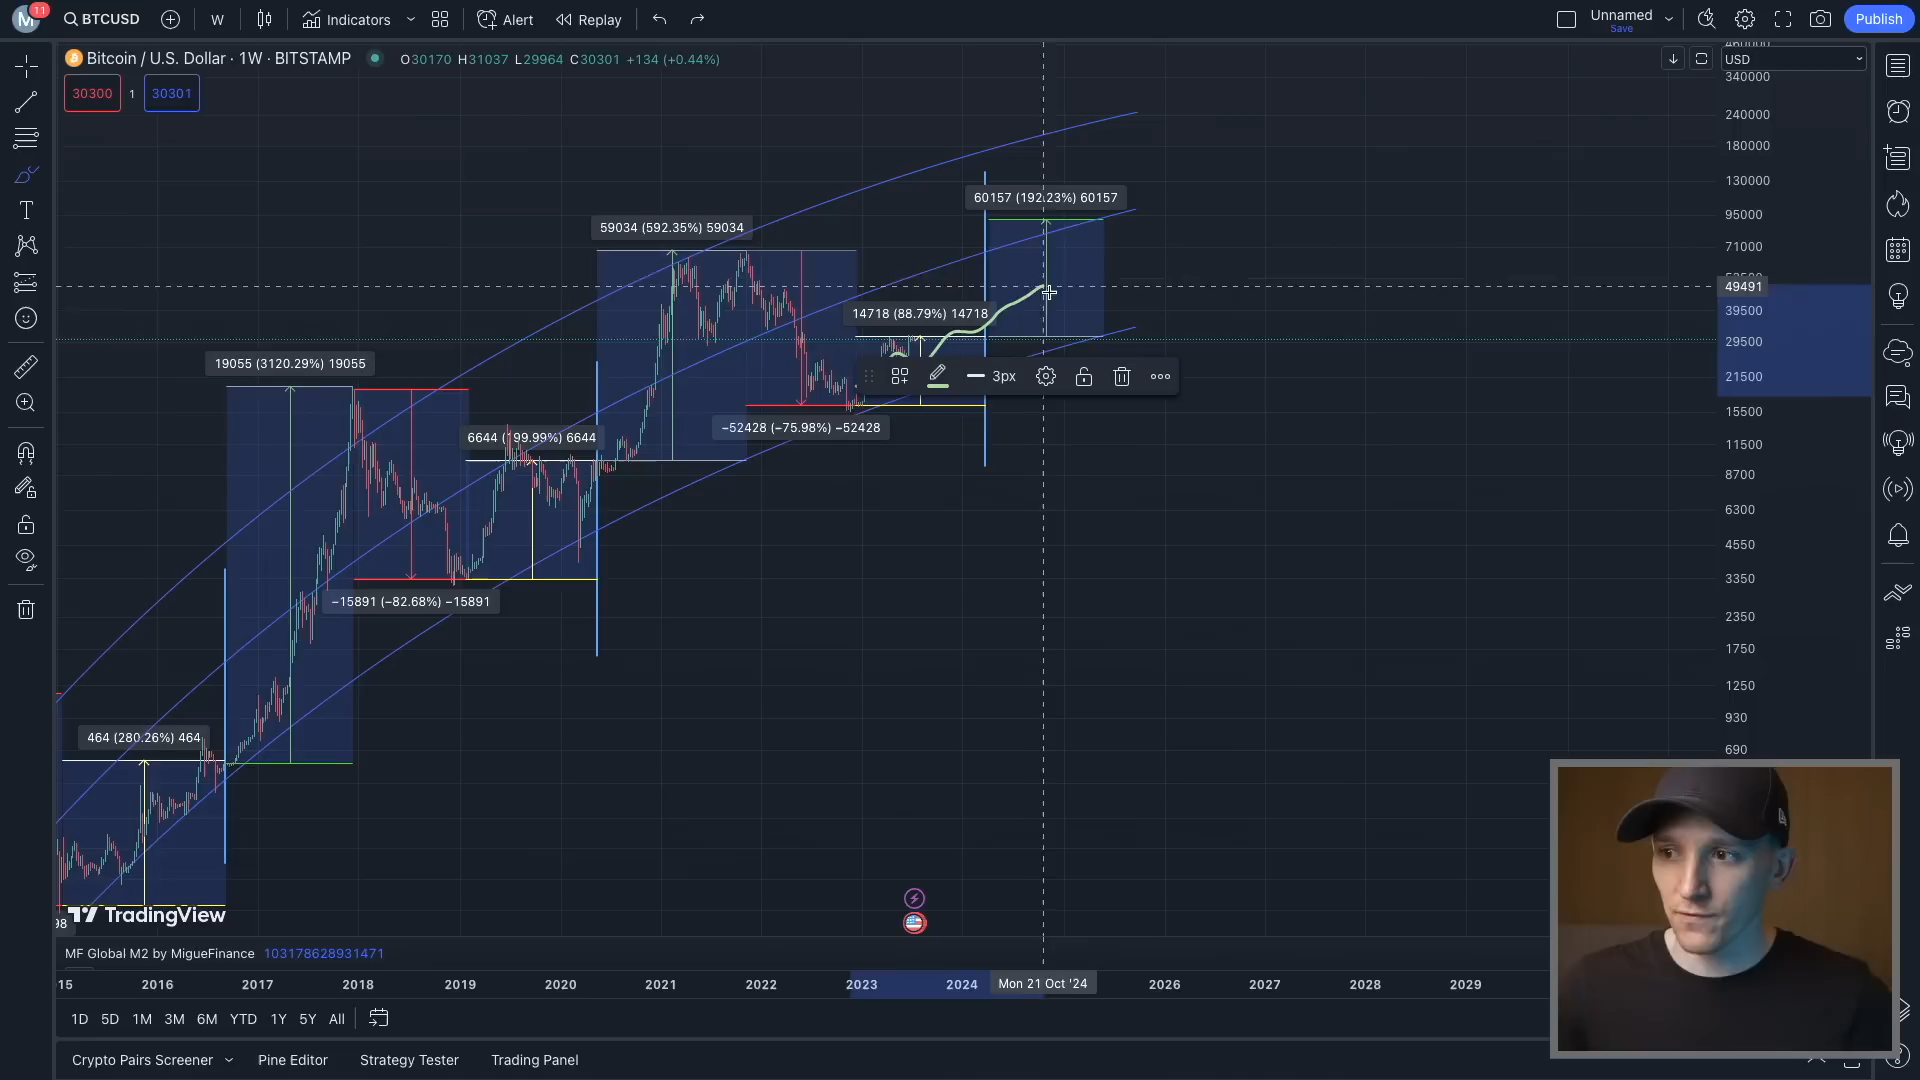 M 11 BTCUSD W Indicators Alert Replay Unnamed Save Publish
Bitcoin / U.S. Dollar · 1W · BITSTAMP O30170 H31037 L29964 C30301 +134 (+0.44%)
USD
30300 1 30301
340000
240000
180000
130000
95000
71000
49491
39500
29500
21500
15500
11500
8700
6300
4550
3350
2350
1750
1250
930
690
60157 (192.23%) 60157
59034 (592.35%) 59034
14718 (88.79%) 14718
19055 (3120.29%) 19055
3px
−52428 (−75.98%) −52428
6644 (199.99%) 6644
−15891 (−82.68%) −15891
464 (280.26%) 464
98
TradingView
MF Global M2 by MigueFinance 103178628931471
15 2016 2017 2018 2019 2020 2021 2022 2023 2024 Mon 21 Oct '24 2026 2027 2028 2029
1D 5D 1M 3M 6M YTD 1Y 5Y All
Crypto Pairs Screener Pine Editor Strategy Tester Trading Panel